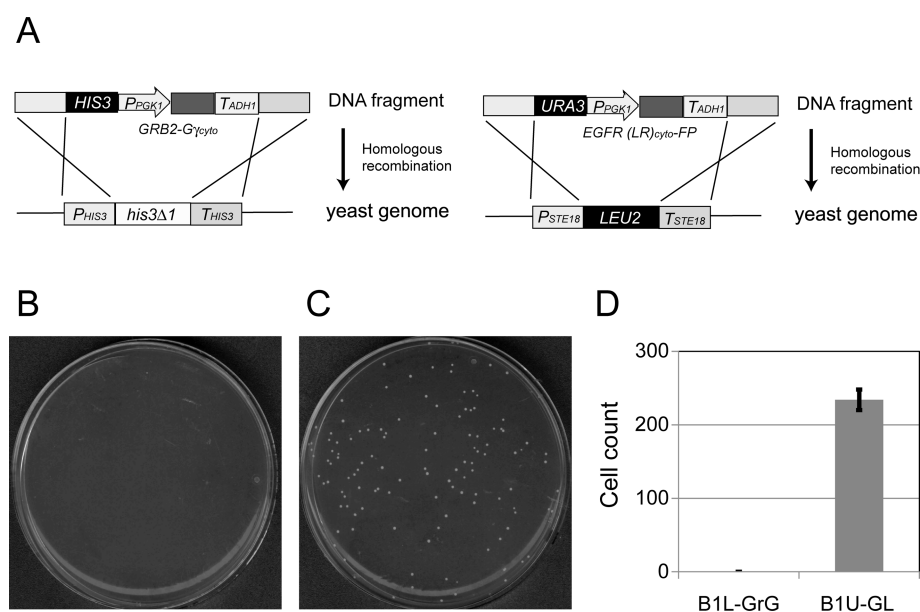 A
HIS3 PPGK1 TADH1
GRB2-Gγcyto
DNA fragment
Homologous
recombination
PHIS3 his3Δ1 THIS3
yeast genome
URA3 PPGK1 TADH1
EGFR (LR)cyto-FP
DNA fragment
Homologous
recombination
PSTE18 LEU2 TSTE18
yeast genome
B
C
D
300
200
100
0
Cell count
B1L-GrG B1U-GL